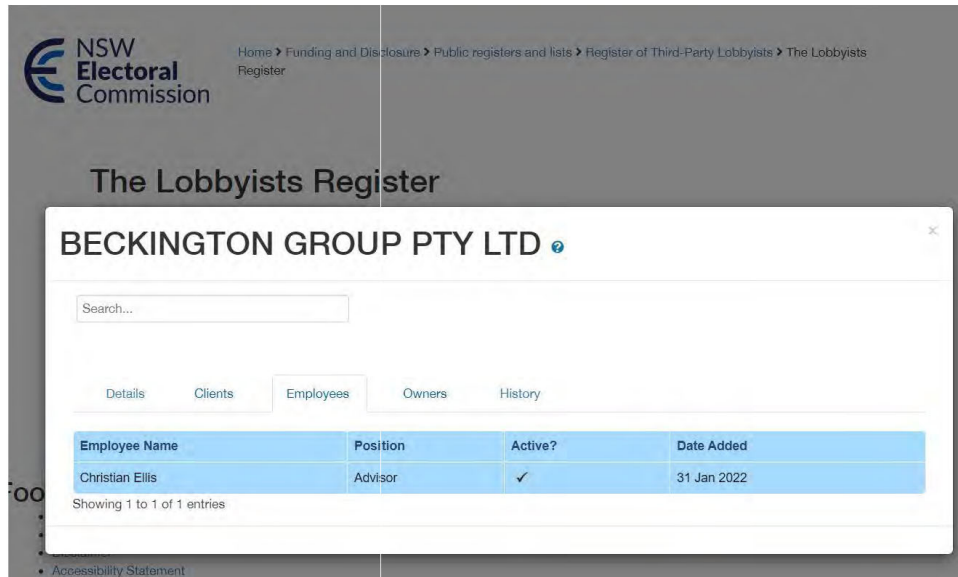 NSW
Electoral
Commission
Home > Funding and Disclosure > Public registers and lists > Register of Third-Party Lobbyists > The Lobbyists
Register
The Lobbyists Register
BECKINGTON GROUP PTY LTD ?
×
Search...
Details Clients Employees Owners History
Employee Name Position Active? Date Added
Christian Ellis Advisor ✓ 31 Jan 2022
Showing 1 to 1 of 1 entries
Foo
Accessibility Statement